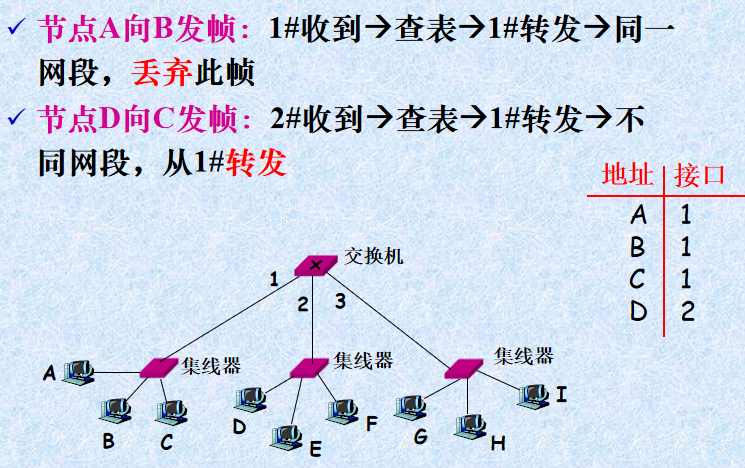 ✓ 节点A向B发帧：1#收到→查表→1#转发→同一
网段，丢弃此帧
✓ 节点D向C发帧：2#收到→查表→1#转发→不
同网段，从1#转发
地址 接口
A 1
B 1
C 1
D 2
交换机
1
2
3
集线器
集线器
集线器
A
B
C
D
E
F
G
H
I